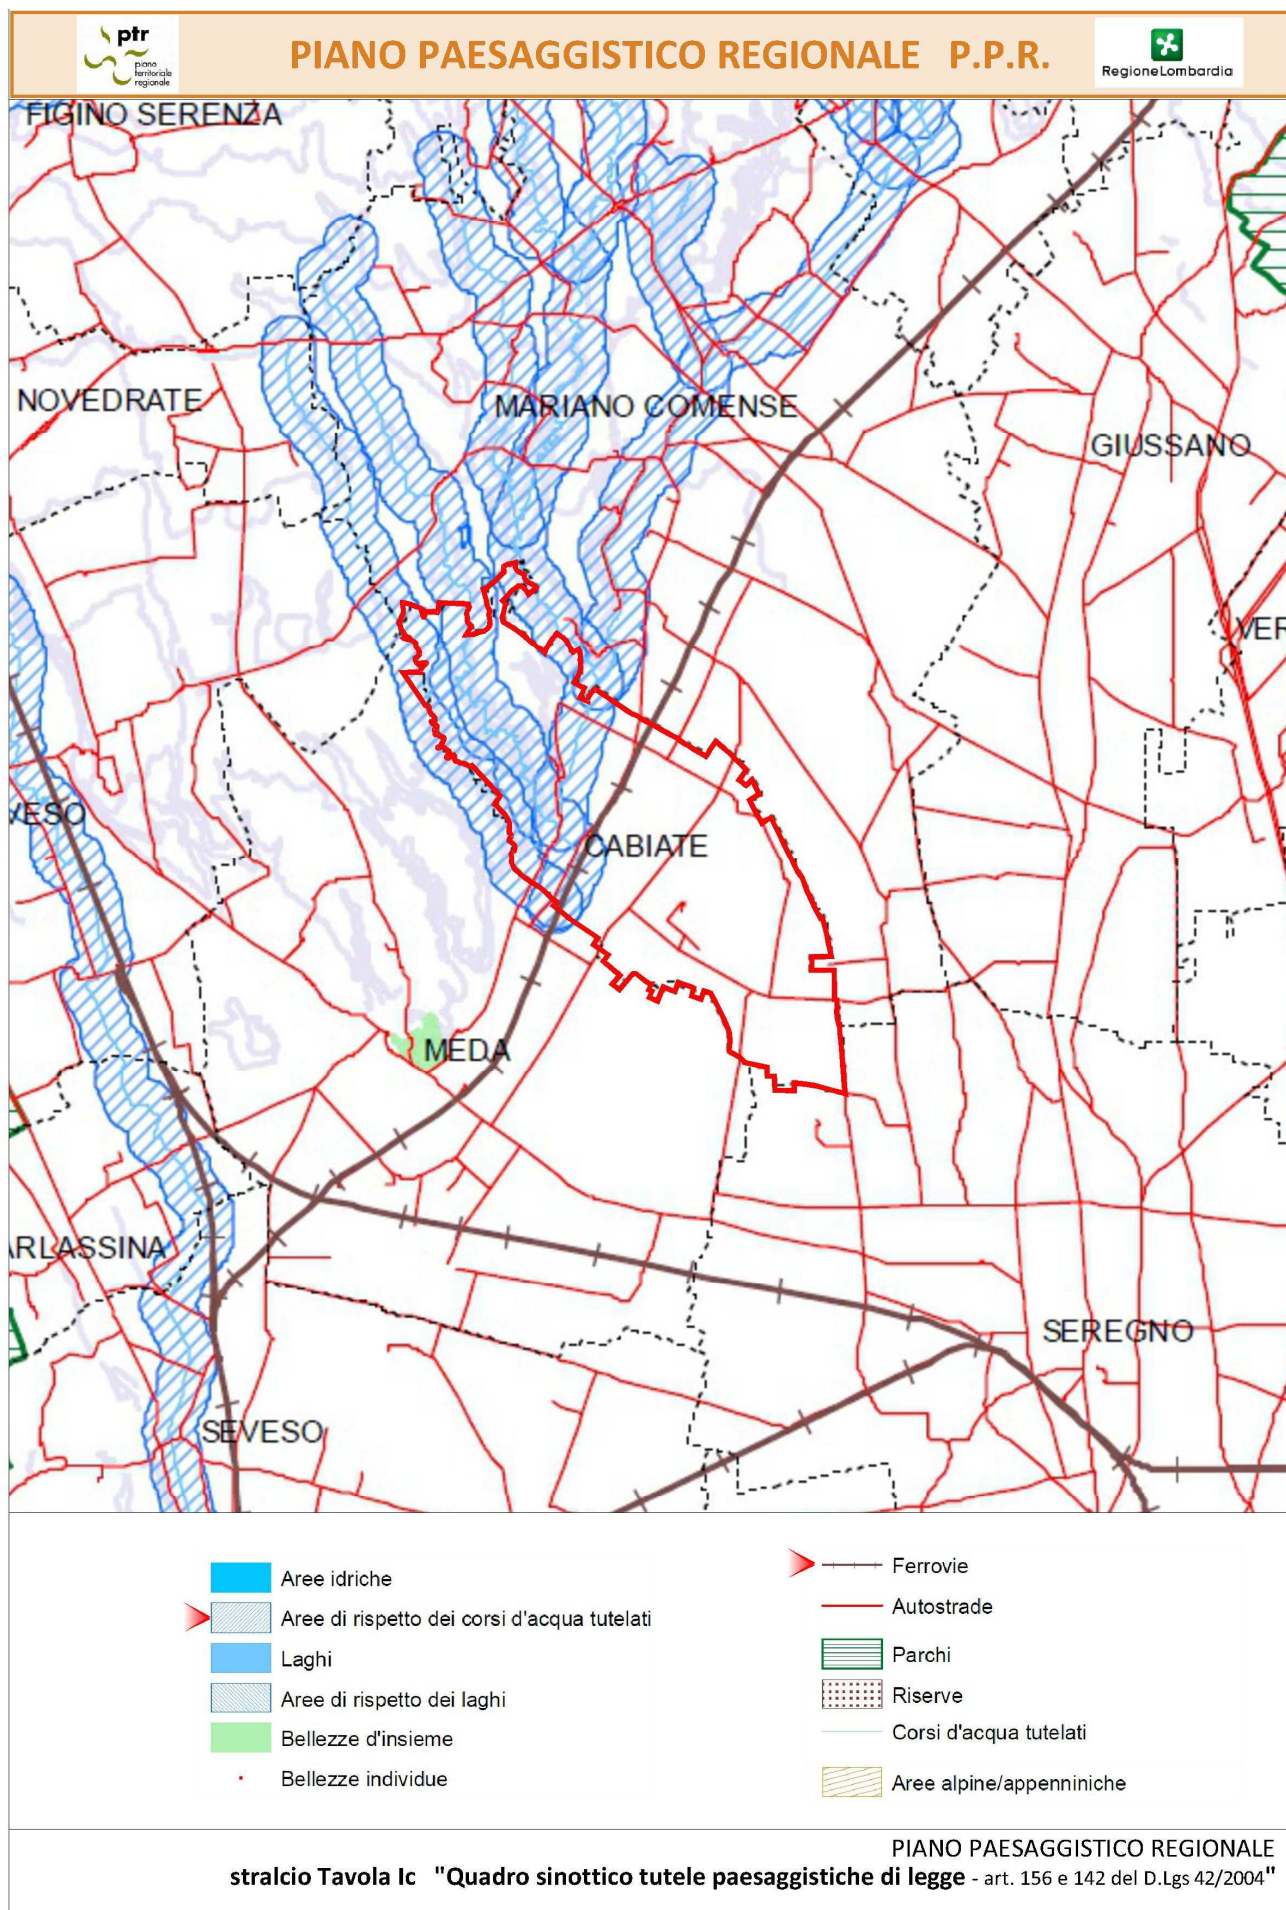 ptr
piano
territoriale
regionale
PIANO PAESAGGISTICO REGIONALE P.P.R.
RegioneLombardia
FIGINO SERENZA
NOVEDRATE
MARIANO COMENSE
GIUSSANO
VER
VESO
CABIATE
MEDA
ARLASSINA
SEREGNO
SEVESO
Aree idriche
Aree di rispetto dei corsi d'acqua tutelati
Laghi
Aree di rispetto dei laghi
Bellezze d'insieme
Bellezze individue
Ferrovie
Autostrade
Parchi
Riserve
Corsi d'acqua tutelati
Aree alpine/appenniniche
PIANO PAESAGGISTICO REGIONALE
stralcio Tavola Ic "Quadro sinottico tutele paesaggistiche di legge - art. 156 e 142 del D.Lgs 42/2004"